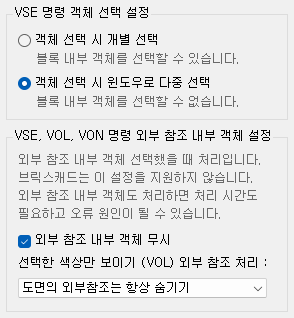 VSE 명령 객체 선택 설정
객체 선택 시 개별 선택
블록 내부 객체를 선택할 수 있습니다.
객체 선택 시 윈도우로 다중 선택
블록 내부 객체를 선택할 수 없습니다.
VSE, VOL, VON 명령 외부 참조 내부 객체 설정
외부 참조 내부 객체 선택했을 때 처리입니다.
브릭스캐드는 이 설정을 지원하지 않습니다.
외부 참조 내부 객체도 처리하면 처리 시간도
필요하고 오류 원인이 될 수 있습니다.
외부 참조 내부 객체 무시
선택한 색상만 보이기 (VOL) 외부 참조 처리 :
도면의 외부참조는 항상 숨기기